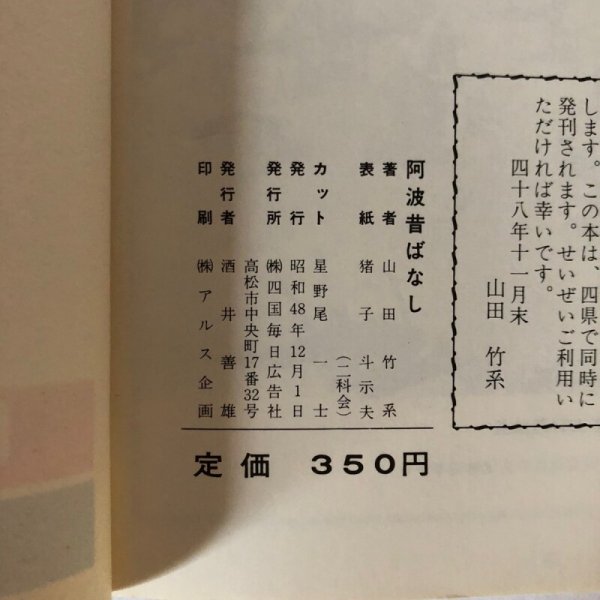 します。この本は、四県で同時に
発刊されます。せいぜいご利用い
ただければ幸いです。
四十八年十一月末
山田 竹系
阿波昔ばなし
著者 山田竹系
表紙 猪子斗示夫
(二科会)
カット 星野尾一士
発行 昭和48年12月1日
発行所 ㈱四国毎日広告社
高松市中央町17番32号
発行者 酒井善雄
印刷 ㈱アルス企画
定価 350円